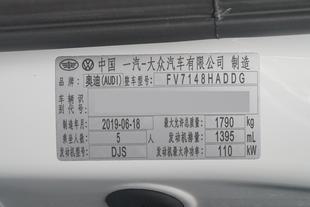 中国 一汽-大众汽车有限公司 制造
品牌 奥迪(AUDI) 整车型号 FV7148HADDG
车辆识别代号
制造年月 2019-06-18 最大允许总质量 1790 kg
乘坐人数 5 人 发动机排量 1395 mL
发动机型号 DJS 发动机最大净功率 110 kW